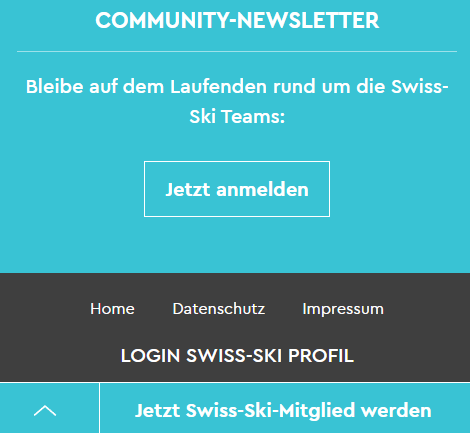 COMMUNITY-NEWSLETTER
Bleibe auf dem Laufenden rund um die Swiss-
Ski Teams:
Jetzt anmelden
Home Datenschutz Impressum
LOGIN SWISS-SKI PROFIL
Jetzt Swiss-Ski-Mitglied werden